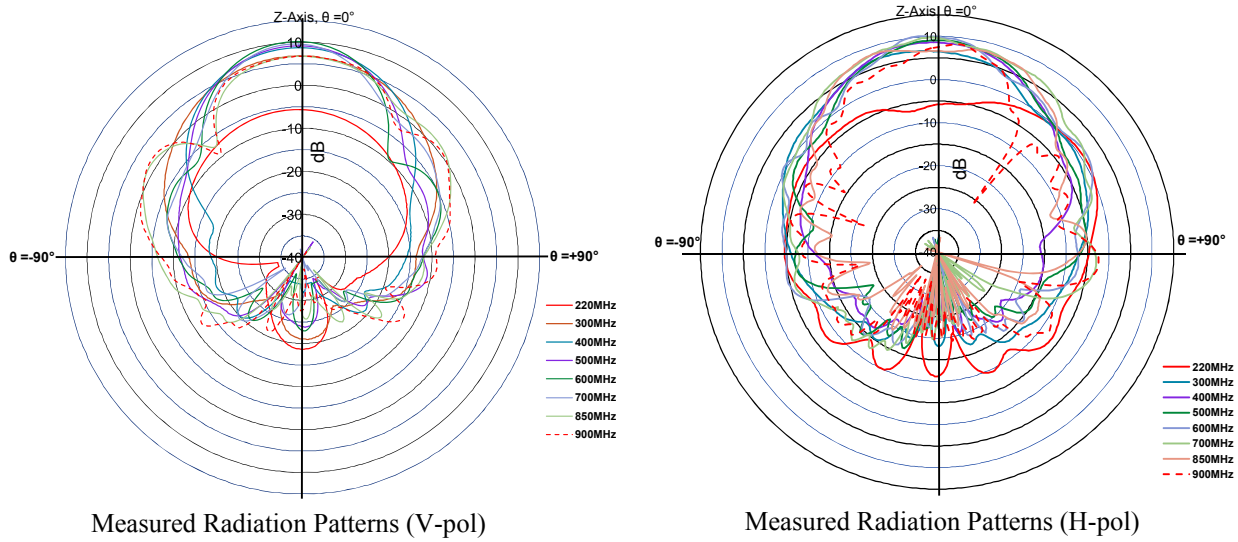 Z-Axis, θ =0°
10
0
-10
-20
-30
-40
dB
θ =-90°
θ =+90°
220MHz
300MHz
400MHz
500MHz
600MHz
700MHz
850MHz
900MHz
Measured Radiation Patterns (V-pol)
Z-Axis, θ =0°
10
0
-10
-20
-30
-40
dB
θ =-90°
θ =+90°
220MHz
300MHz
400MHz
500MHz
600MHz
700MHz
850MHz
900MHz
Measured Radiation Patterns (H-pol)